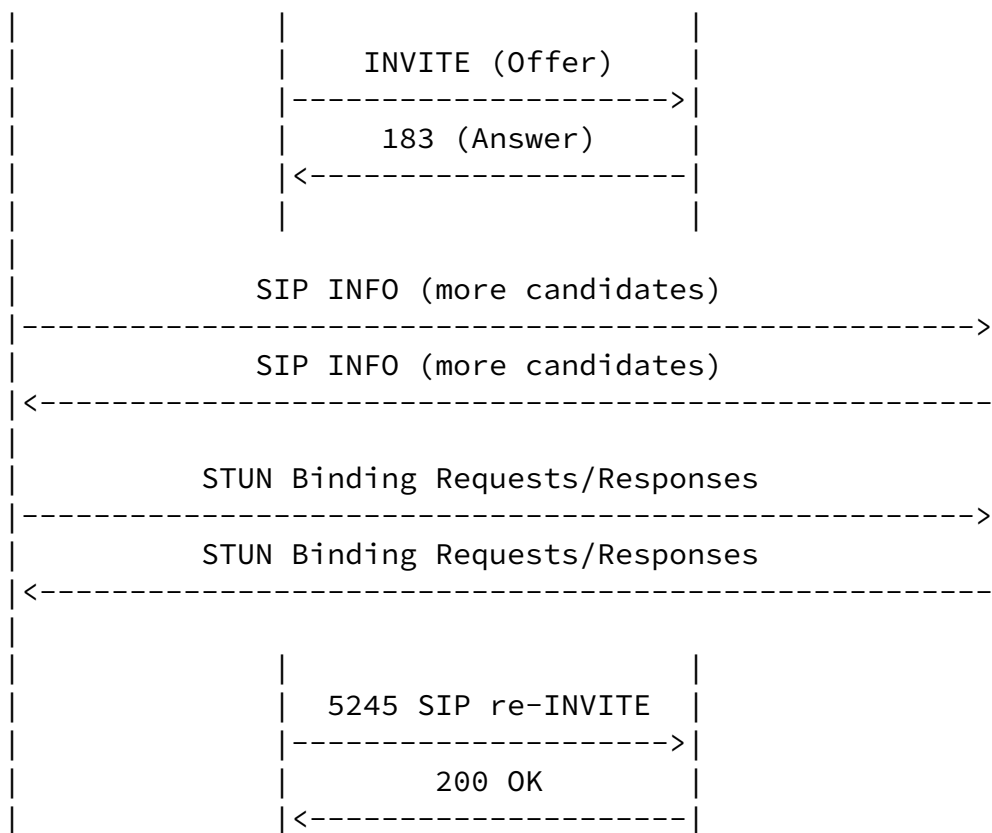 INVITE (Offer)
183 (Answer)
SIP INFO (more candidates)
SIP INFO (more candidates)
STUN Binding Requests/Responses
STUN Binding Requests/Responses
5245 SIP re-INVITE
200 OK